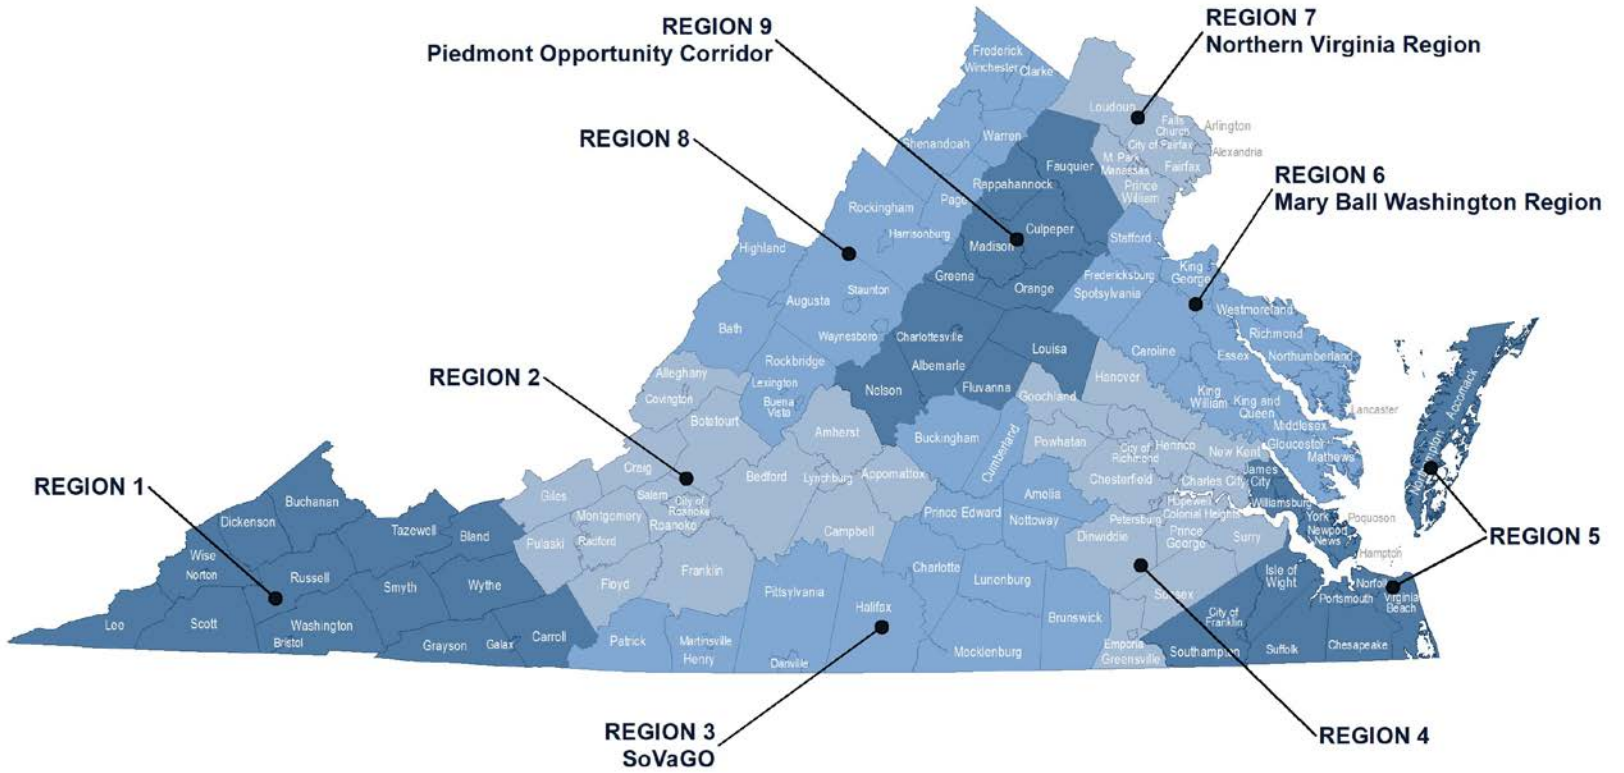 REGION 9
Piedmont Opportunity Corridor
REGION 7
Northern Virginia Region
REGION 8
REGION 6
Mary Ball Washington Region
REGION 2
REGION 1
REGION 5
REGION 3
SoVaGO
REGION 4
Frederick
Winchester
Clarke
Loudoun
Falls
Church
Arlington
City of Fairfax
Alexandria
Shenandoah
Warren
Fauquier
M. Park
Manassas
Fairfax
Prince
William
Rappahannock
Page
Rockingham
Harrisonburg
Culpeper
Madison
Stafford
Highland
Greene
Orange
Fredericksburg
Spotsylvania
King
George
Augusta
Staunton
Westmoreland
Bath
Waynesboro
Charlottesville
Louisa
Richmond
Rockbridge
Albemarle
Caroline
Essex
Northumberland
Alleghany
Lexington
Nelson
Fluvanna
Hanover
Accomack
Covington
Buena
Vista
Goochland
King
William
King and
Queen
Lancaster
Botetourt
Amherst
Buckingham
Cumberland
Powhatan
City of
Richmond
Henrico
New Kent
Middlesex
Gloucester
Mathews
Northampton
Craig
Bedford
Lynchburg
Appomattox
Chesterfield
Charles City
James
City
Giles
Salem
City of
Roanoke
Amelia
Hopewell
Colonial Heights
Williamsburg
Buchanan
Montgomery
Roanoke
Prince Edward
Nottoway
Petersburg
York
Poquoson
Dickenson
Tazewell
Bland
Pulaski
Radford
Campbell
Dinwiddie
Prince
George
Surry
Newport
News
Hampton
Wise
Norton
Russell
Smyth
Wythe
Floyd
Franklin
Pittsylvania
Charlotte
Lunenburg
Sussex
Isle of
Wight
Norfolk
Portsmouth
Virginia
Beach
Lee
Scott
Washington
Bristol
Halifax
Brunswick
City of
Franklin
Grayson
Galax
Carroll
Patrick
Martinsville
Henry
Danville
Mecklenburg
Emporia
Greensville
Southampton
Suffolk
Chesapeake